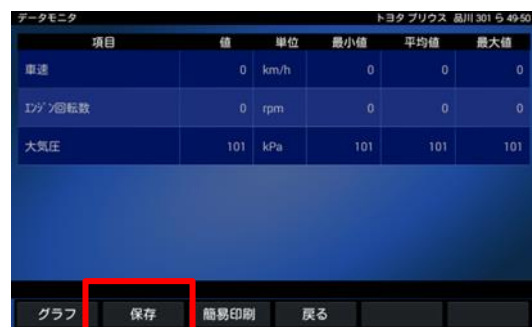 データモニタ トヨタ プリウス 品川 301 ら 49-50
項目 値 単位 最小値 平均値 最大値
車速 0 km/h 0 0 0
エンジン回転数 0 rpm 0 0 0
大気圧 101 kPa 101 101 101
グラフ 保存 簡易印刷 戻る